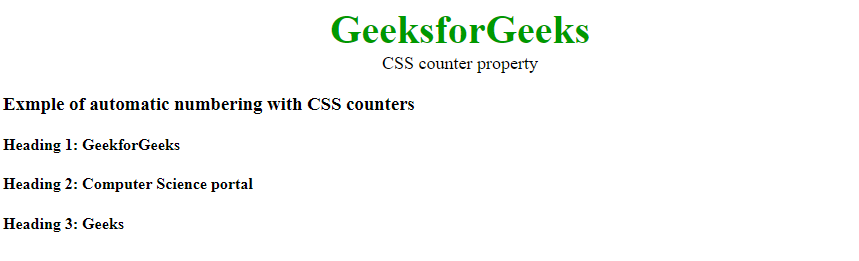 GeeksforGeeks
CSS counter property
Exmple of automatic numbering with CSS counters
Heading 1: GeekforGeeks
Heading 2: Computer Science portal
Heading 3: Geeks